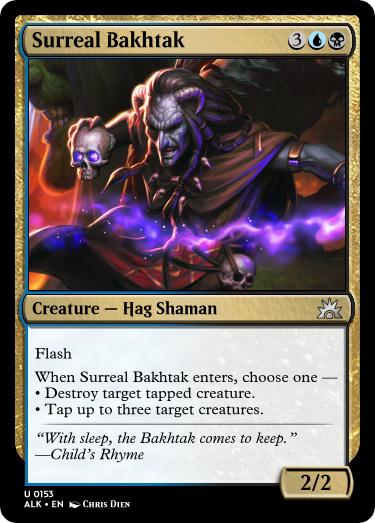 Surreal Bakhtak 3
Creature — Hag Shaman
Flash
When Surreal Bakhtak enters, choose one —
• Destroy target tapped creature.
• Tap up to three target creatures.
“With sleep, the Bakhtak comes to keep.”
—Child’s Rhyme
2/2
U 0153
ALK • EN Chris Dien